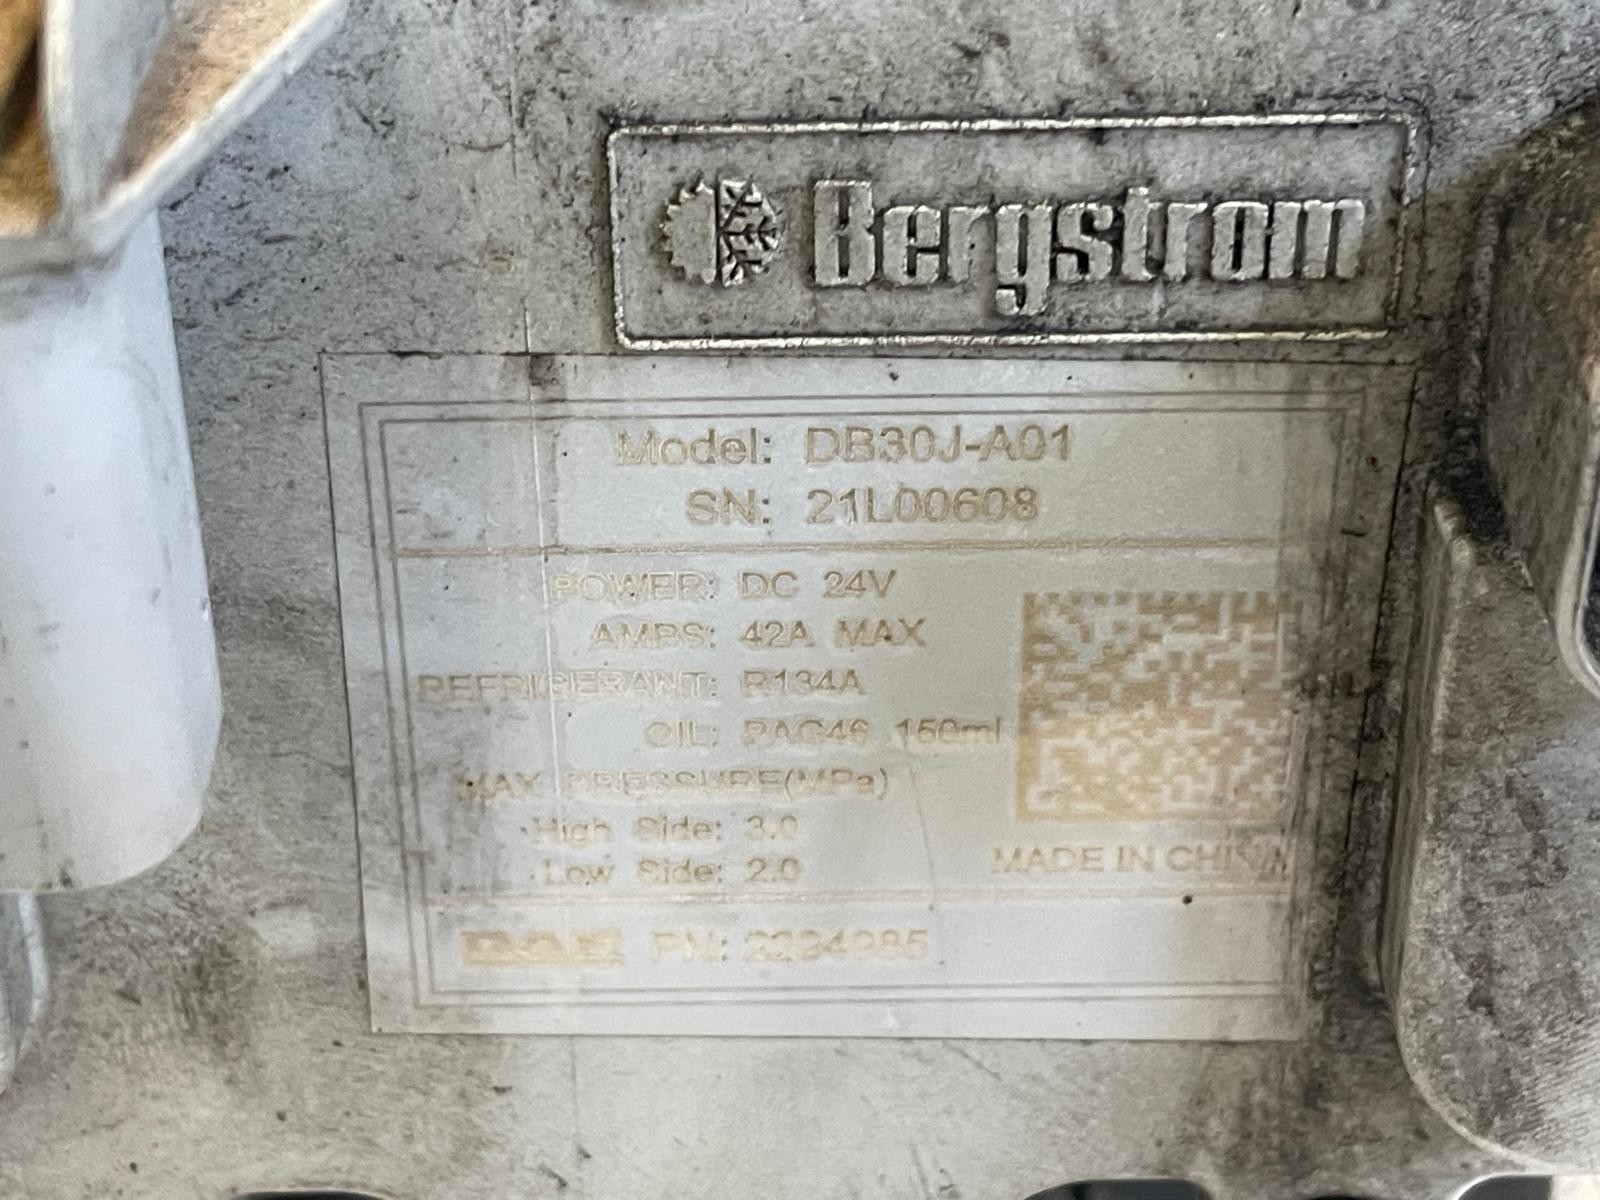 Bergstrom
Model: DB30J-A01
SN: 21L00608
POWER: DC 24V
AMPS: 42A MAX
REFRIGERANT: R134A
OIL: PAG46 150ml
MAX PRESSURE(MPa)
High Side: 3.0
Low Side: 2.0
MADE IN CHINA
DAF PN: 2224985